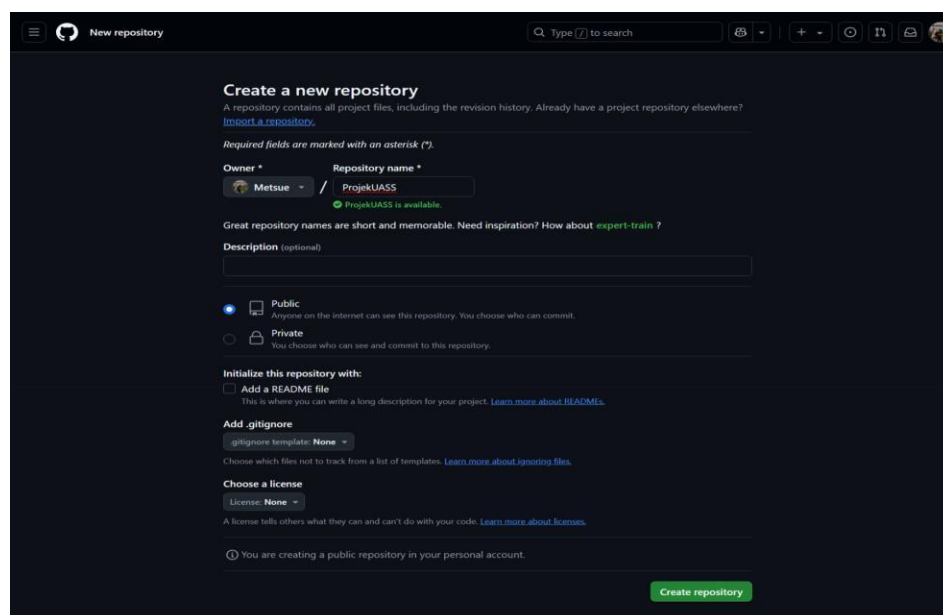 New repository
Type / to search
Create a new repository
A repository contains all project files, including the revision history. Already have a project repository elsewhere?
Import a repository.
Required fields are marked with an asterisk (*).
Owner * Repository name *
Metsue / ProjekUASS
ProjekUASS is available.
Great repository names are short and memorable. Need inspiration? How about expert-train ?
Description (optional)
Public
Anyone on the internet can see this repository. You choose who can commit.
Private
You choose who can see and commit to this repository.
Initialize this repository with:
Add a README file
This is where you can write a long description for your project. Learn more about READMEs.
Add .gitignore
.gitignore template: None
Choose which files not to track from a list of templates. Learn more about ignoring files.
Choose a license
License: None
A license tells others what they can and can't do with your code. Learn more about licenses.
You are creating a public repository in your personal account.
Create repository